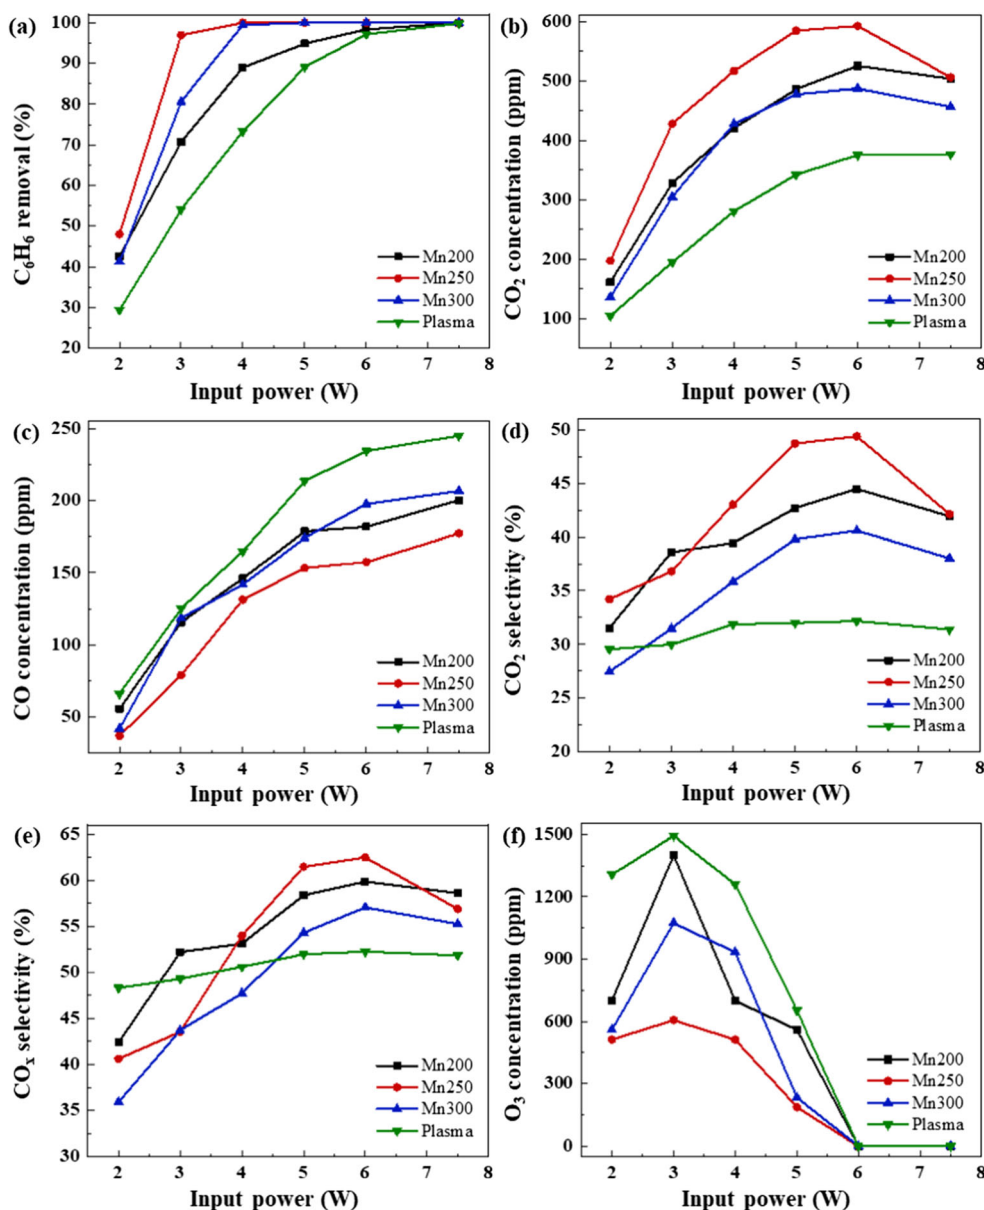 (a)
C₆H₆ removal (%)
100
90
80
70
60
50
40
30
20
Mn200
Mn250
Mn300
Plasma
2 3 4 5 6 7 8
Input power (W)
(b)
CO₂ concentration (ppm)
600
500
400
300
200
100
Mn200
Mn250
Mn300
Plasma
2 3 4 5 6 7 8
Input power (W)
(c)
CO concentration (ppm)
250
200
150
100
50
Mn200
Mn250
Mn300
Plasma
2 3 4 5 6 7 8
Input power (W)
(d)
CO₂ selectivity (%)
50
45
40
35
30
25
20
Mn200
Mn250
Mn300
Plasma
2 3 4 5 6 7 8
Input power (W)
(e)
COₓ selectivity (%)
65
60
55
50
45
40
35
30
Mn200
Mn250
Mn300
Plasma
2 3 4 5 6 7 8
Input power (W)
(f)
O₃ concentration (ppm)
1500
1200
900
600
300
0
Mn200
Mn250
Mn300
Plasma
2 3 4 5 6 7 8
Input power (W)